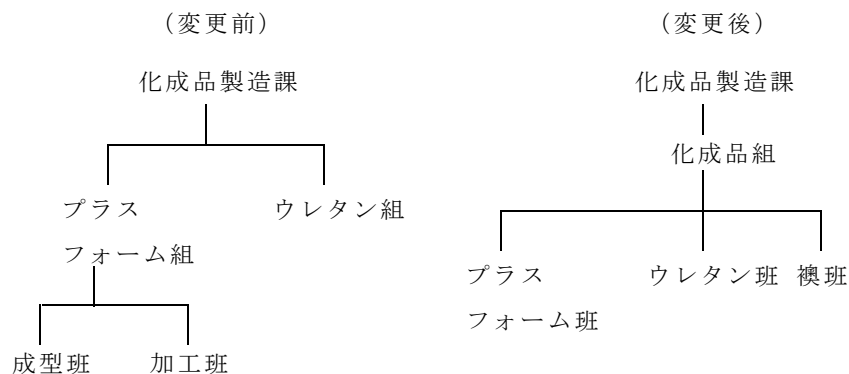 （変更前）
化成品製造課
プラス
フォーム組
ウレタン組
成型班
加工班
（変更後）
化成品製造課
化成品組
プラス
フォーム班
ウレタン班
襖班